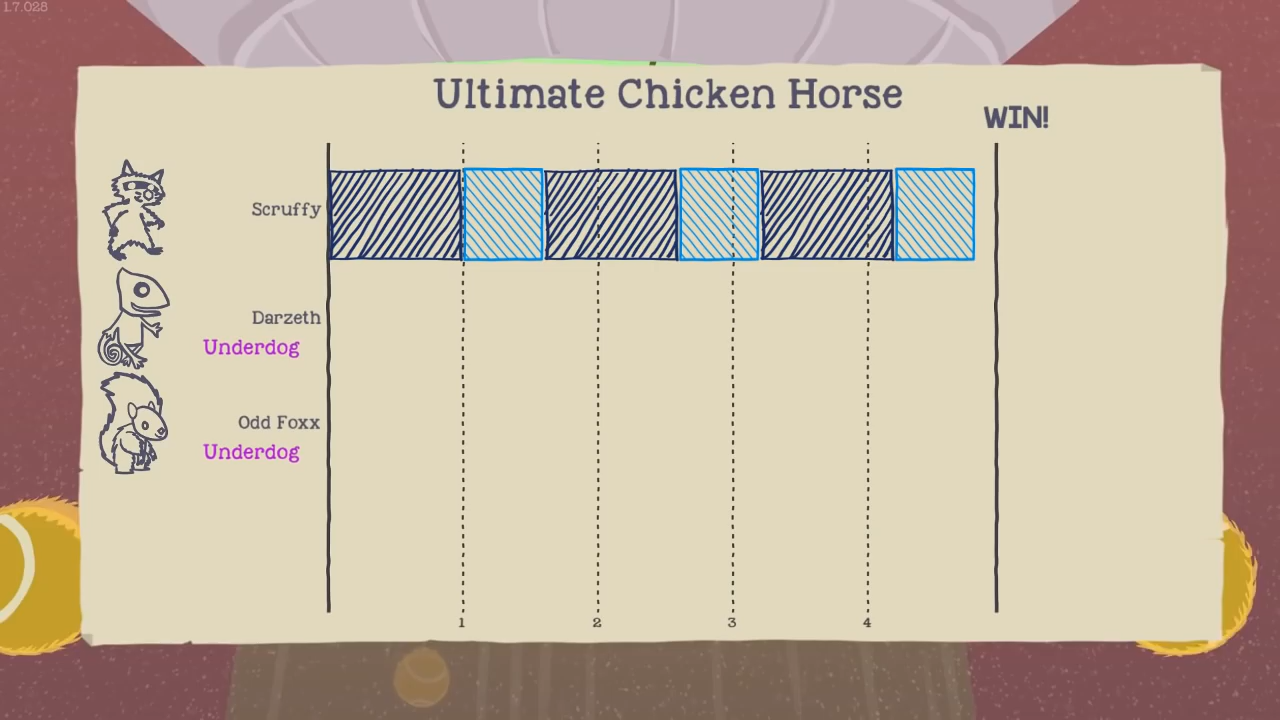 1.7.028
Ultimate Chicken Horse
WIN!
Scruffy
Darzeth
Underdog
Odd Foxx
Underdog
1 2 3 4